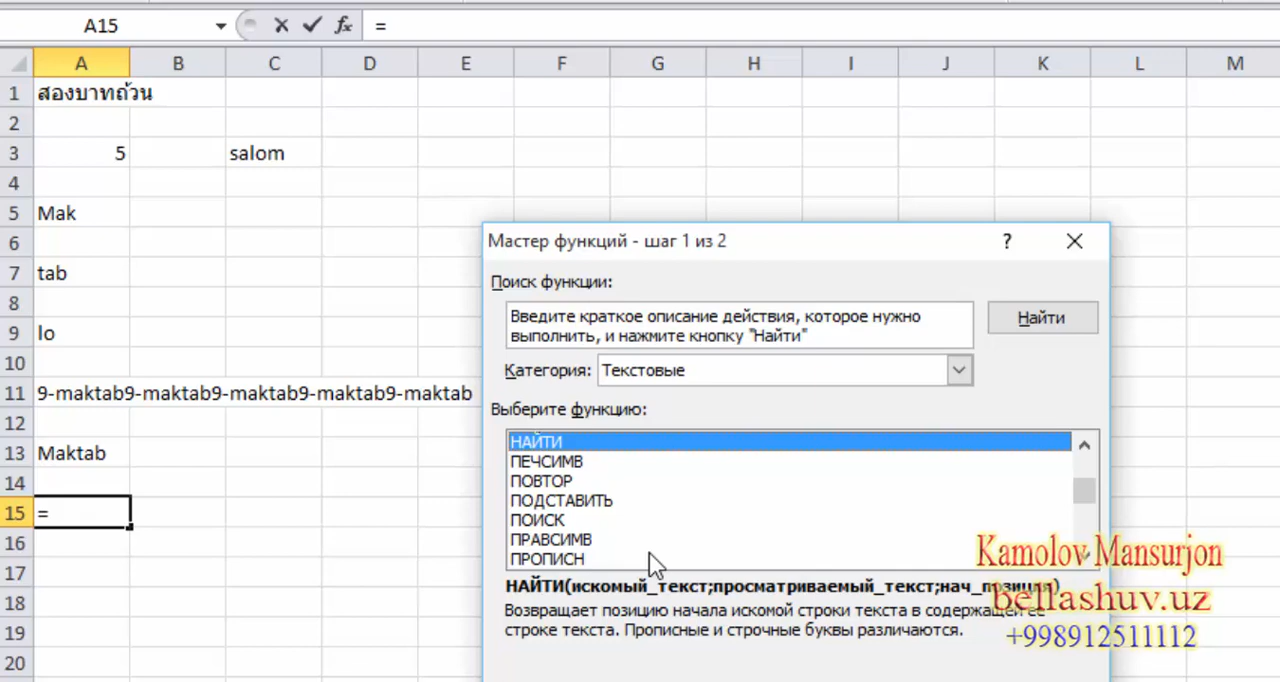 A15 fx =
A B C D E F G H I J K L M
1 สองบาทถ้วน
2
3 5 salom
4
5 Mak
6
7 tab
8
9 lo
10
11 9-maktab9-maktab9-maktab9-maktab9-maktab
12
13 Maktab
14
15 =
16
17
18
19
20
Мастер функций - шаг 1 из 2 ?
Поиск функции:
Введите краткое описание действия, которое нужно
выполнить, и нажмите кнопку "Найти"
Найти
Категория: Текстовые
Выберите функцию:
НАЙТИ
ПЕЧСИМВ
ПОВТОР
ПОДСТАВИТЬ
ПОИСК
ПРАВСИМВ
ПРОПИСН
НАЙТИ(искомый_текст;просматриваемый_текст;нач_позиция)
Возвращает позицию начала искомой строки текста в содержащей ее
строке текста. Прописные и строчные буквы различаются.
Kamolov Mansurjon
bellashuv.uz
+998912511112